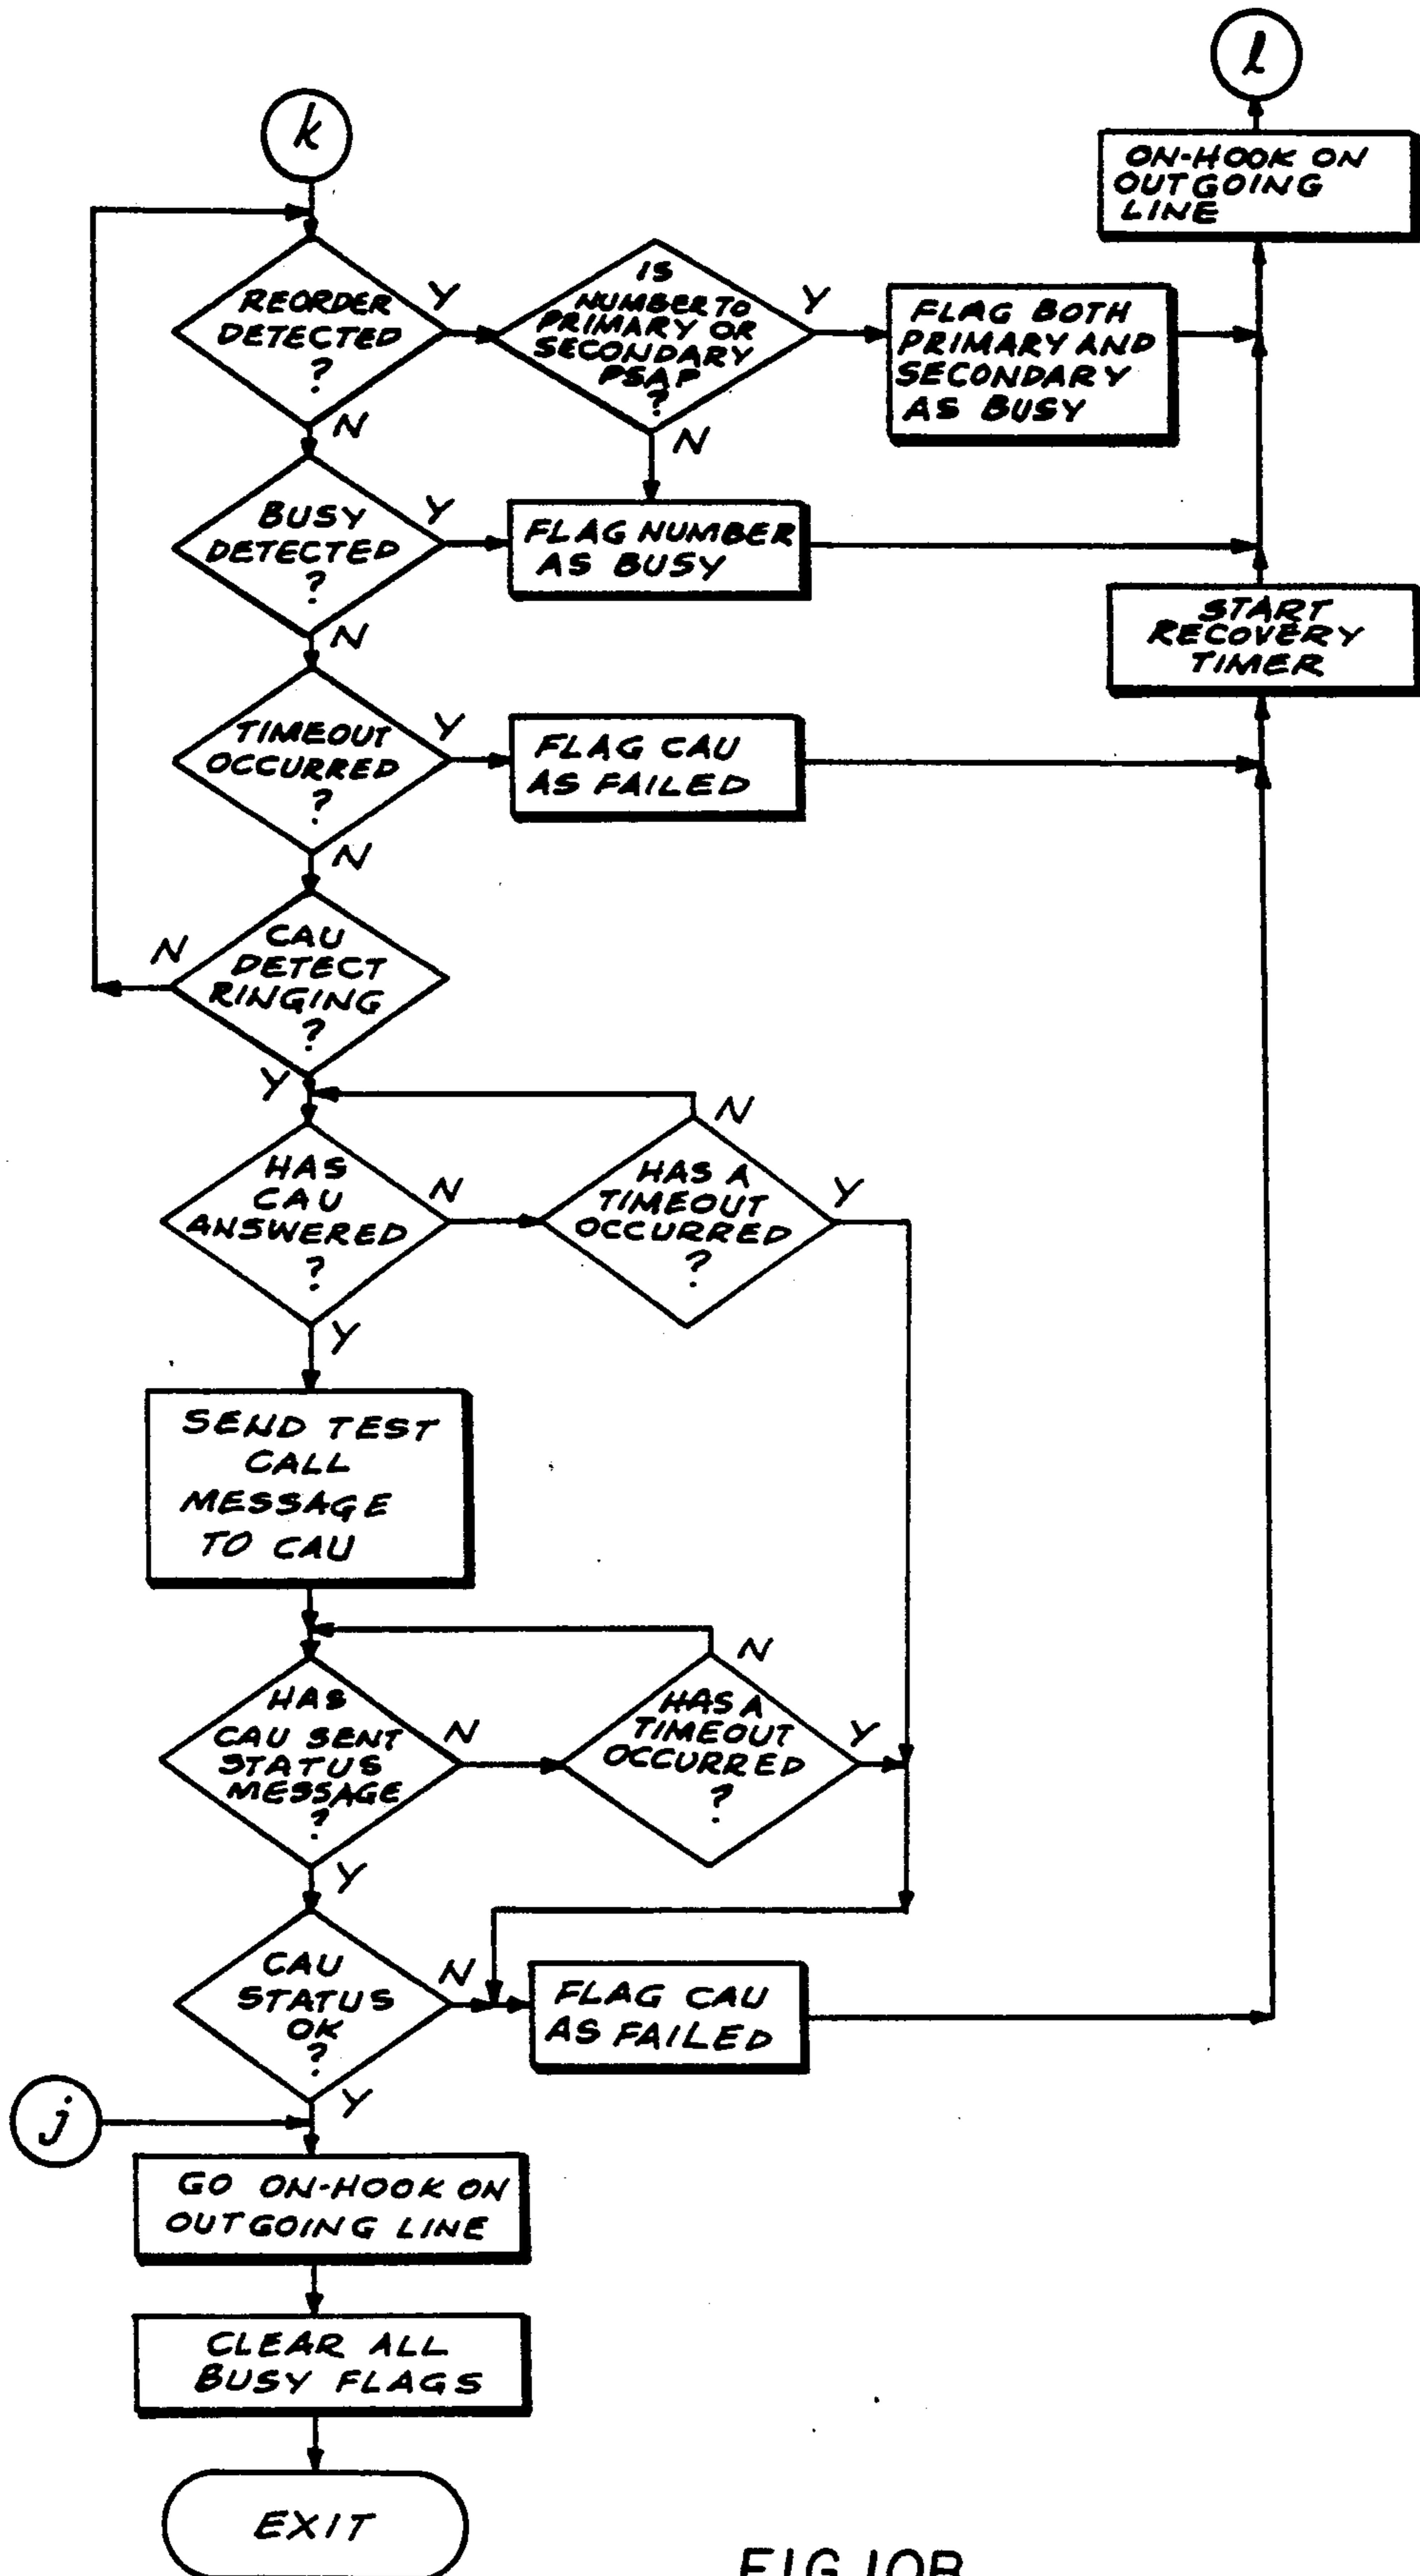 l
ON-HOOK ON
OUTGOING
LINE
k
REORDER
DETECTED
?
Y
N
IS
NUMBER TO
PRIMARY OR
SECONDARY
PSAP
?
Y
N
FLAG BOTH
PRIMARY AND
SECONDARY
AS BUSY
BUSY
DETECTED
?
Y
N
FLAG NUMBER
AS BUSY
START
RECOVERY
TIMER
TIMEOUT
OCCURRED
?
Y
N
FLAG CAU
AS FAILED
CAU
DETECT
RINGING
?
N
Y
HAS
CAU
ANSWERED
?
N
Y
HAS A
TIMEOUT
OCCURRED
?
N
Y
SEND TEST
CALL
MESSAGE
TO CAU
HAS
CAU SENT
STATUS
MESSAGE
?
N
Y
HAS A
TIMEOUT
OCCURRED
?
N
Y
CAU
STATUS
OK
?
N
Y
FLAG CAU
AS FAILED
j
GO ON-HOOK ON
OUTGOING LINE
CLEAR ALL
BUSY FLAGS
EXIT
FIG.10B